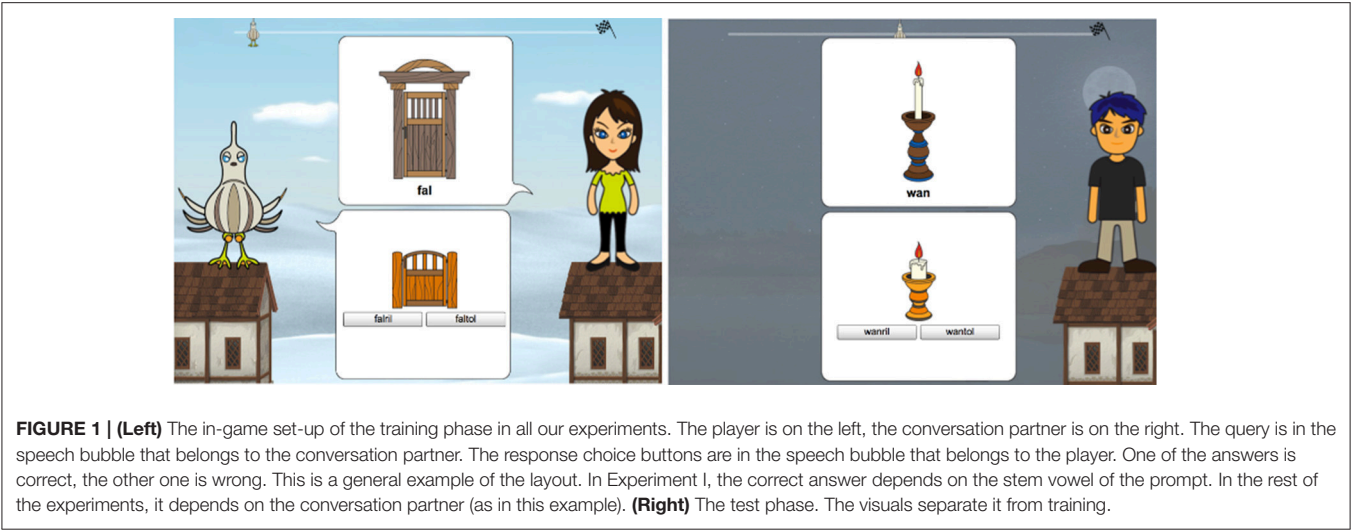 fal
falril faltol
wan
wanril wantol
FIGURE 1 | (Left) The in-game set-up of the training phase in all our experiments. The player is on the left, the conversation partner is on the right. The query is in the
speech bubble that belongs to the conversation partner. The response choice buttons are in the speech bubble that belongs to the player. One of the answers is
correct, the other one is wrong. This is a general example of the layout. In Experiment I, the correct answer depends on the stem vowel of the prompt. In the rest of
the experiments, it depends on the conversation partner (as in this example). (Right) The test phase. The visuals separate it from training.